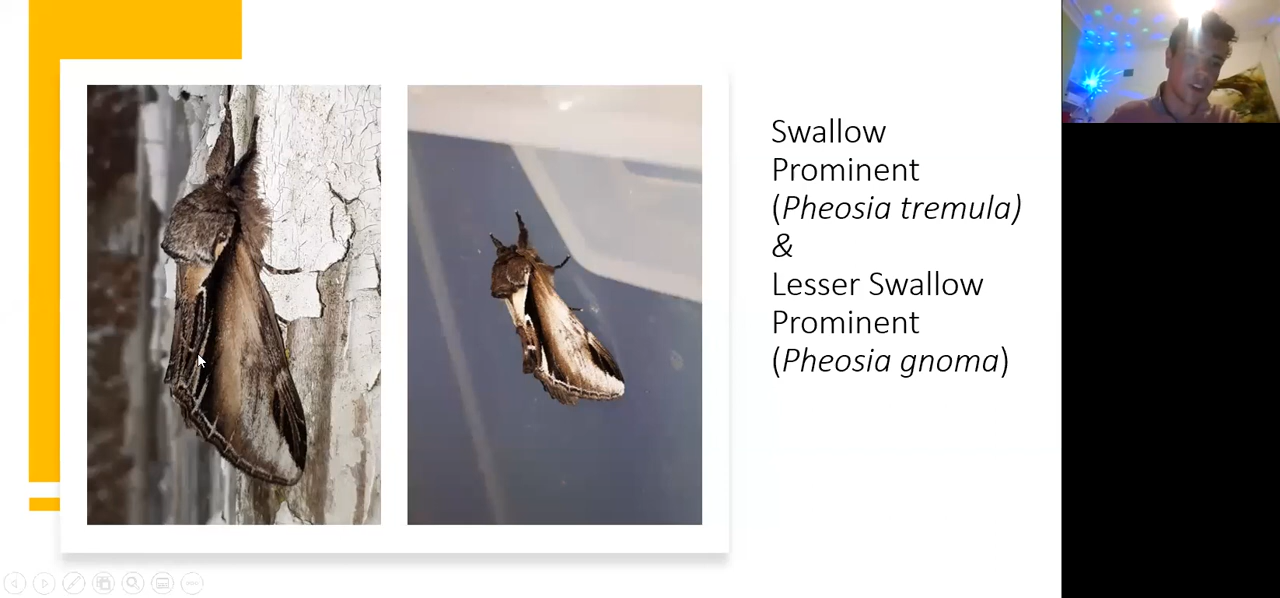 Swallow
Prominent
(Pheosia tremula)
&
Lesser Swallow
Prominent
(Pheosia gnoma)